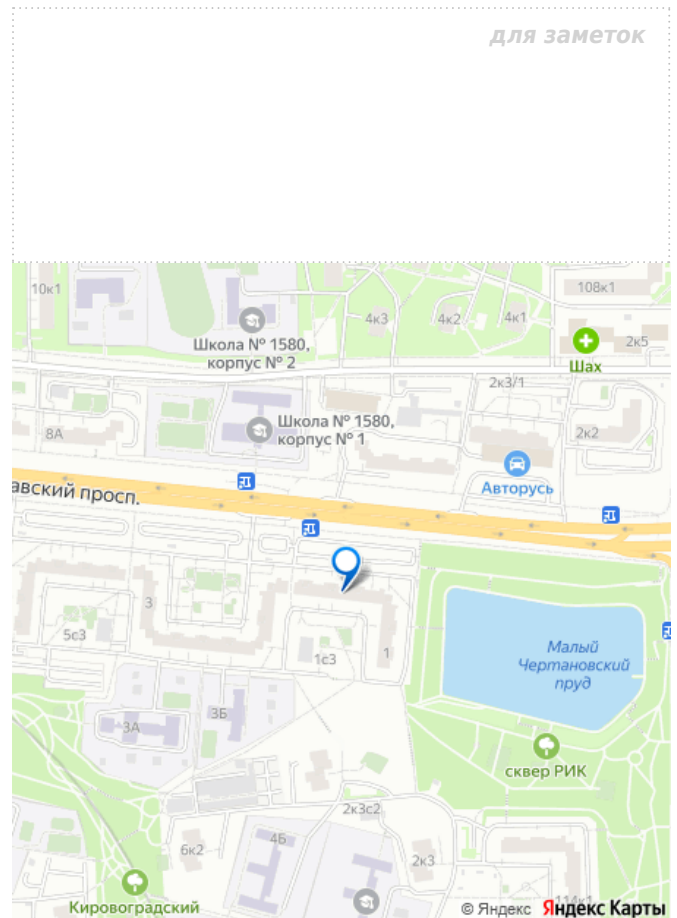 для заметок
10к1
4к3
4к2
4к1
108к1
2к5
Школа № 1580,
корпус № 2
Шах
2к3/1
Школа № 1580,
корпус № 1
8А
2к2
Авторусь
авский просп.
3
5с3
1с3
1
Малый
Чертановский
пруд
3А
3Б
сквер РИК
2к3с2
6к2
4Б
2к3
Кировоградский
© Яндекс Яндекс Карты